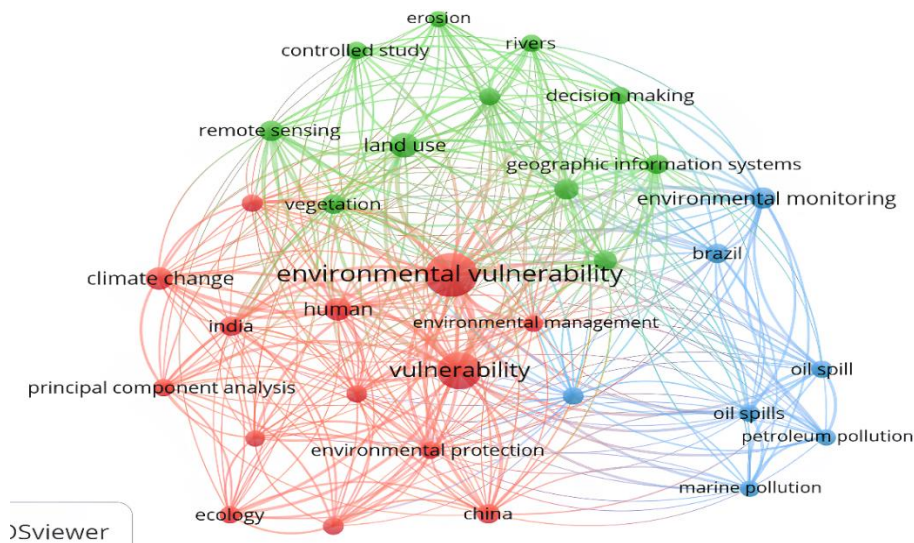 erosion
controlled study
rivers
decision making
remote sensing
land use
geographic information systems
vegetation
environmental monitoring
brazil
climate change
environmental vulnerability
india
human
environmental management
principal component analysis
vulnerability
oil spill
oil spills
petroleum pollution
environmental protection
marine pollution
ecology
china
OSviewer